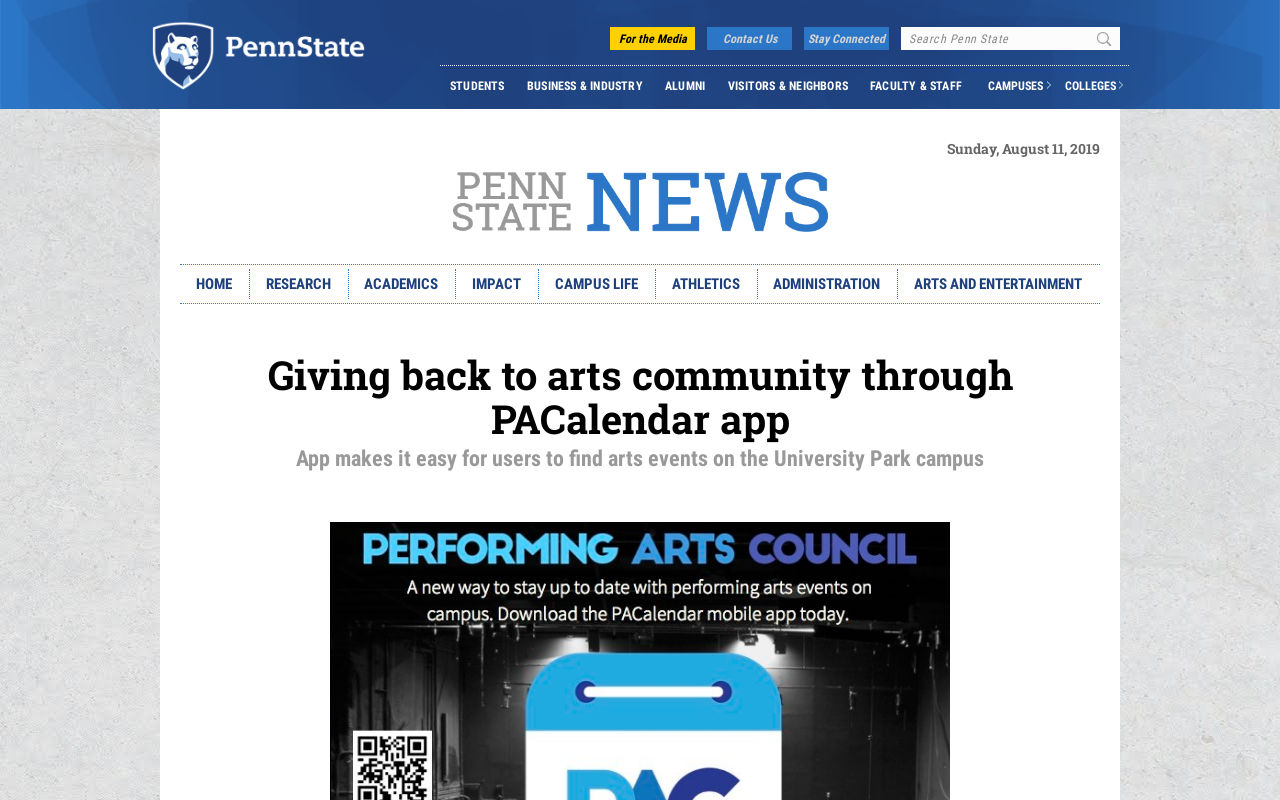 PennState
For the Media
Contact Us
Stay Connected
Search Penn State
STUDENTS
BUSINESS & INDUSTRY
ALUMNI
VISITORS & NEIGHBORS
FACULTY & STAFF
CAMPUSES
COLLEGES
Sunday, August 11, 2019
PENN STATE NEWS
HOME
RESEARCH
ACADEMICS
IMPACT
CAMPUS LIFE
ATHLETICS
ADMINISTRATION
ARTS AND ENTERTAINMENT
Giving back to arts community through
PACalendar app
App makes it easy for users to find arts events on the University Park campus
PERFORMING ARTS COUNCIL
A new way to stay up to date with performing arts events on
campus. Download the PACalendar mobile app today.
PAC